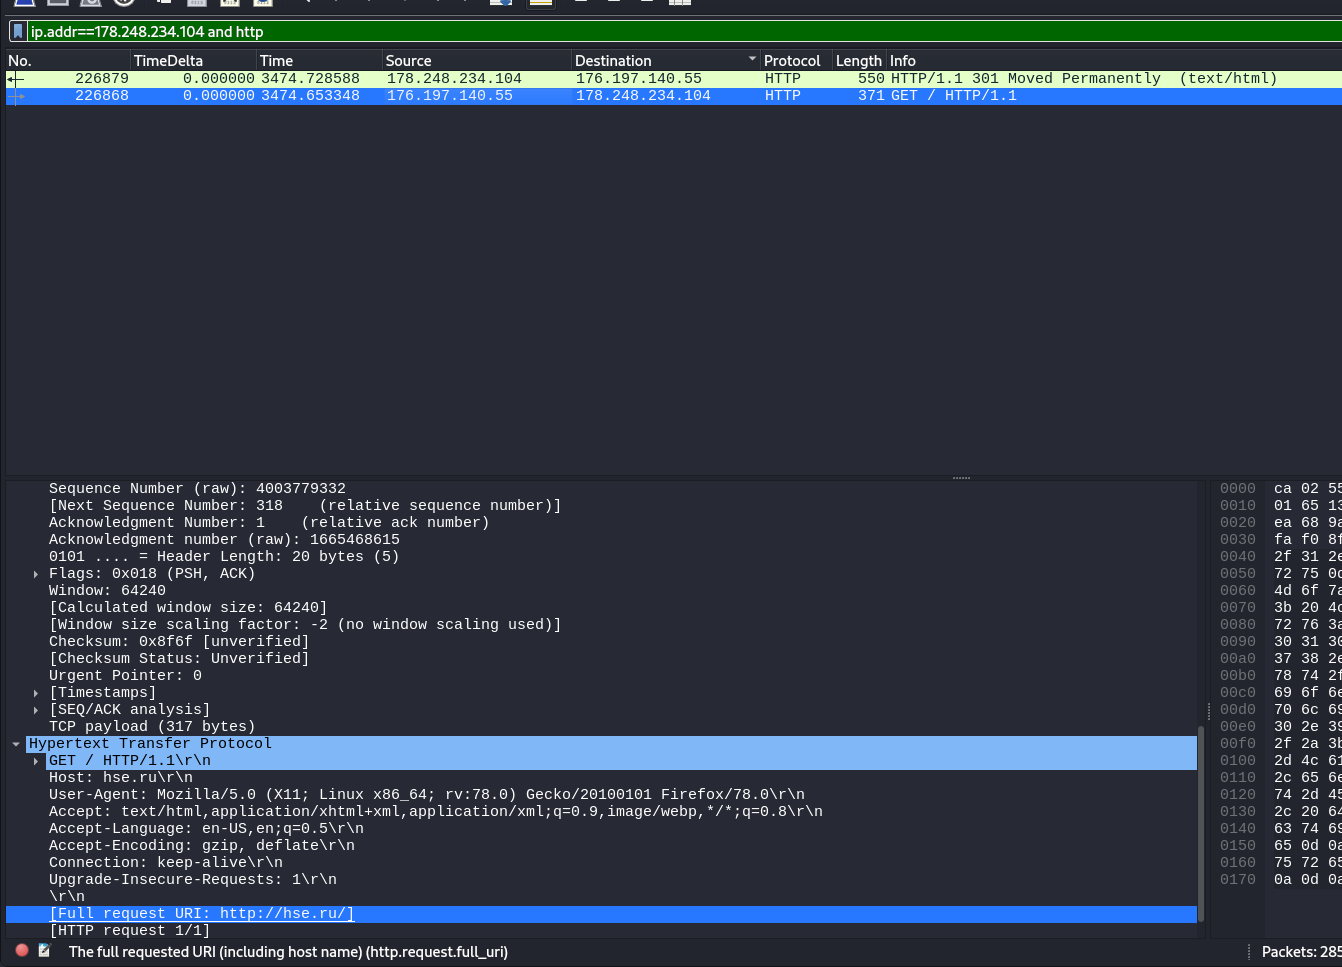 ip.addr==178.248.234.104 and http
No. TimeDelta Time Source Destination Protocol Length Info
226879 0.000000 3474.728588 178.248.234.104 176.197.140.55 HTTP 550 HTTP/1.1 301 Moved Permanently (text/html)
226868 0.000000 3474.653348 176.197.140.55 178.248.234.104 HTTP 371 GET / HTTP/1.1
Sequence Number (raw): 4003779332
[Next Sequence Number: 318 (relative sequence number)]
Acknowledgment Number: 1 (relative ack number)
Acknowledgment number (raw): 1665468615
0101 .... = Header Length: 20 bytes (5)
Flags: 0x018 (PSH, ACK)
Window: 64240
[Calculated window size: 64240]
[Window size scaling factor: -2 (no window scaling used)]
Checksum: 0x8f6f [unverified]
[Checksum Status: Unverified]
Urgent Pointer: 0
[Timestamps]
[SEQ/ACK analysis]
TCP payload (317 bytes)
Hypertext Transfer Protocol
GET / HTTP/1.1\r\n
Host: hse.ru\r\n
User-Agent: Mozilla/5.0 (X11; Linux x86_64; rv:78.0) Gecko/20100101 Firefox/78.0\r\n
Accept: text/html,application/xhtml+xml,application/xml;q=0.9,image/webp,*/*;q=0.8\r\n
Accept-Language: en-US,en;q=0.5\r\n
Accept-Encoding: gzip, deflate\r\n
Connection: keep-alive\r\n
Upgrade-Insecure-Requests: 1\r\n
\r\n
[Full request URI: http://hse.ru/]
[HTTP request 1/1]
0000 ca 02 55
0010 01 65 13
0020 ea 68 9a
0030 fa f0 8f
0040 2f 31 2e
0050 72 75 0d
0060 4d 6f 7a
0070 3b 20 4c
0080 72 76 3a
0090 30 31 30
00a0 37 38 2e
00b0 78 74 2f
00c0 69 6f 6e
00d0 70 6c 69
00e0 30 2e 39
00f0 2f 2a 3b
0100 2d 4c 61
0110 2c 65 6e
0120 74 2d 45
0130 2c 20 64
0140 63 74 69
0150 65 0d 0a
0160 75 72 65
0170 0a 0d 0a
The full requested URI (including host name) (http.request.full_uri)
Packets: 285